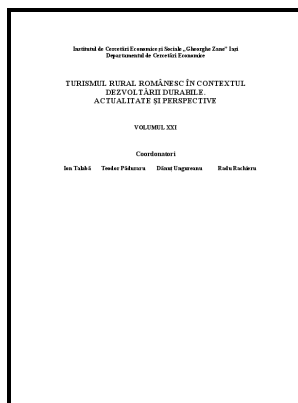 Institutul de Cercetări Economice și Sociale „Gheorghe Zane” Iași
Departamentul de Cercetări Economice
TURISMUL RURAL ROMÂNESC ÎN CONTEXTUL
DEZVOLTĂRII DURABILE.
ACTUALITATE ȘI PERSPECTIVE
VOLUMUL XXI
Coordonatori
Ion Talabă Teodor Păduraru Dănuț Ungureanu Radu Rachieru